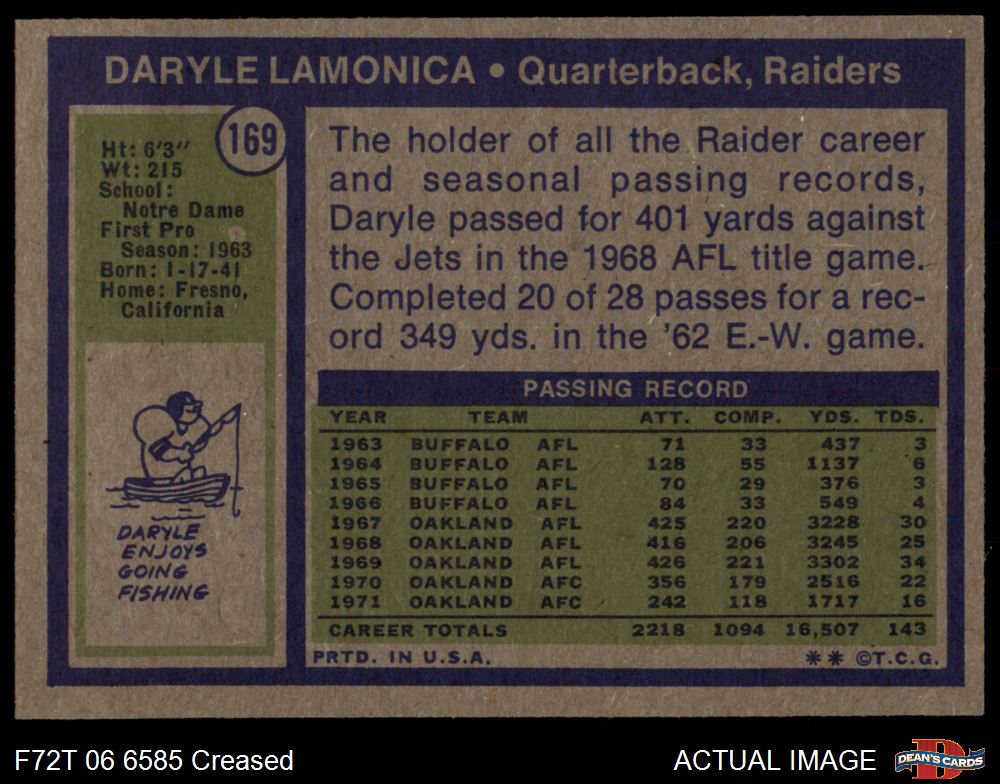 DARYLE LAMONICA • Quarterback, Raiders
169
Ht: 6'3"
Wt: 215
School:
Notre Dame
First Pro
Season: 1963
Born: 1-17-41
Home: Fresno,
California
DARYLE
ENJOYS
GOING
FISHING
The holder of all the Raider career
and seasonal passing records,
Daryle passed for 401 yards against
the Jets in the 1968 AFL title game.
Completed 20 of 28 passes for a rec-
ord 349 yds. in the '62 E.-W. game.
PASSING RECORD
YEAR TEAM ATT. COMP. YDS. TDS.
1963 BUFFALO AFL 71 33 437 3
1964 BUFFALO AFL 128 55 1137 6
1965 BUFFALO AFL 70 29 376 3
1966 BUFFALO AFL 84 33 549 4
1967 OAKLAND AFL 425 220 3228 30
1968 OAKLAND AFL 416 206 3245 25
1969 OAKLAND AFL 426 221 3302 34
1970 OAKLAND AFC 356 179 2516 22
1971 OAKLAND AFC 242 118 1717 16
CAREER TOTALS 2218 1094 16,507 143
PRTD. IN U.S.A. ** ©T.C.G.
F72T 06 6585 Creased ACTUAL IMAGE
D
DEAN'S CARDS